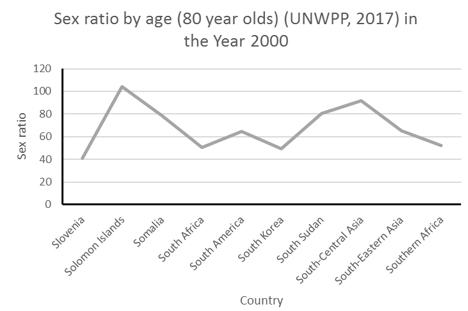 Sex ratio by age (80 year olds) (UNWPP, 2017) in
the Year 2000
120
100
80
60
40
20
0
Sex ratio
Slovenia
Solomon Islands
Somalia
South Africa
South America
South Korea
South Sudan
South-Central Asia
South-Eastern Asia
Southern Africa
Country